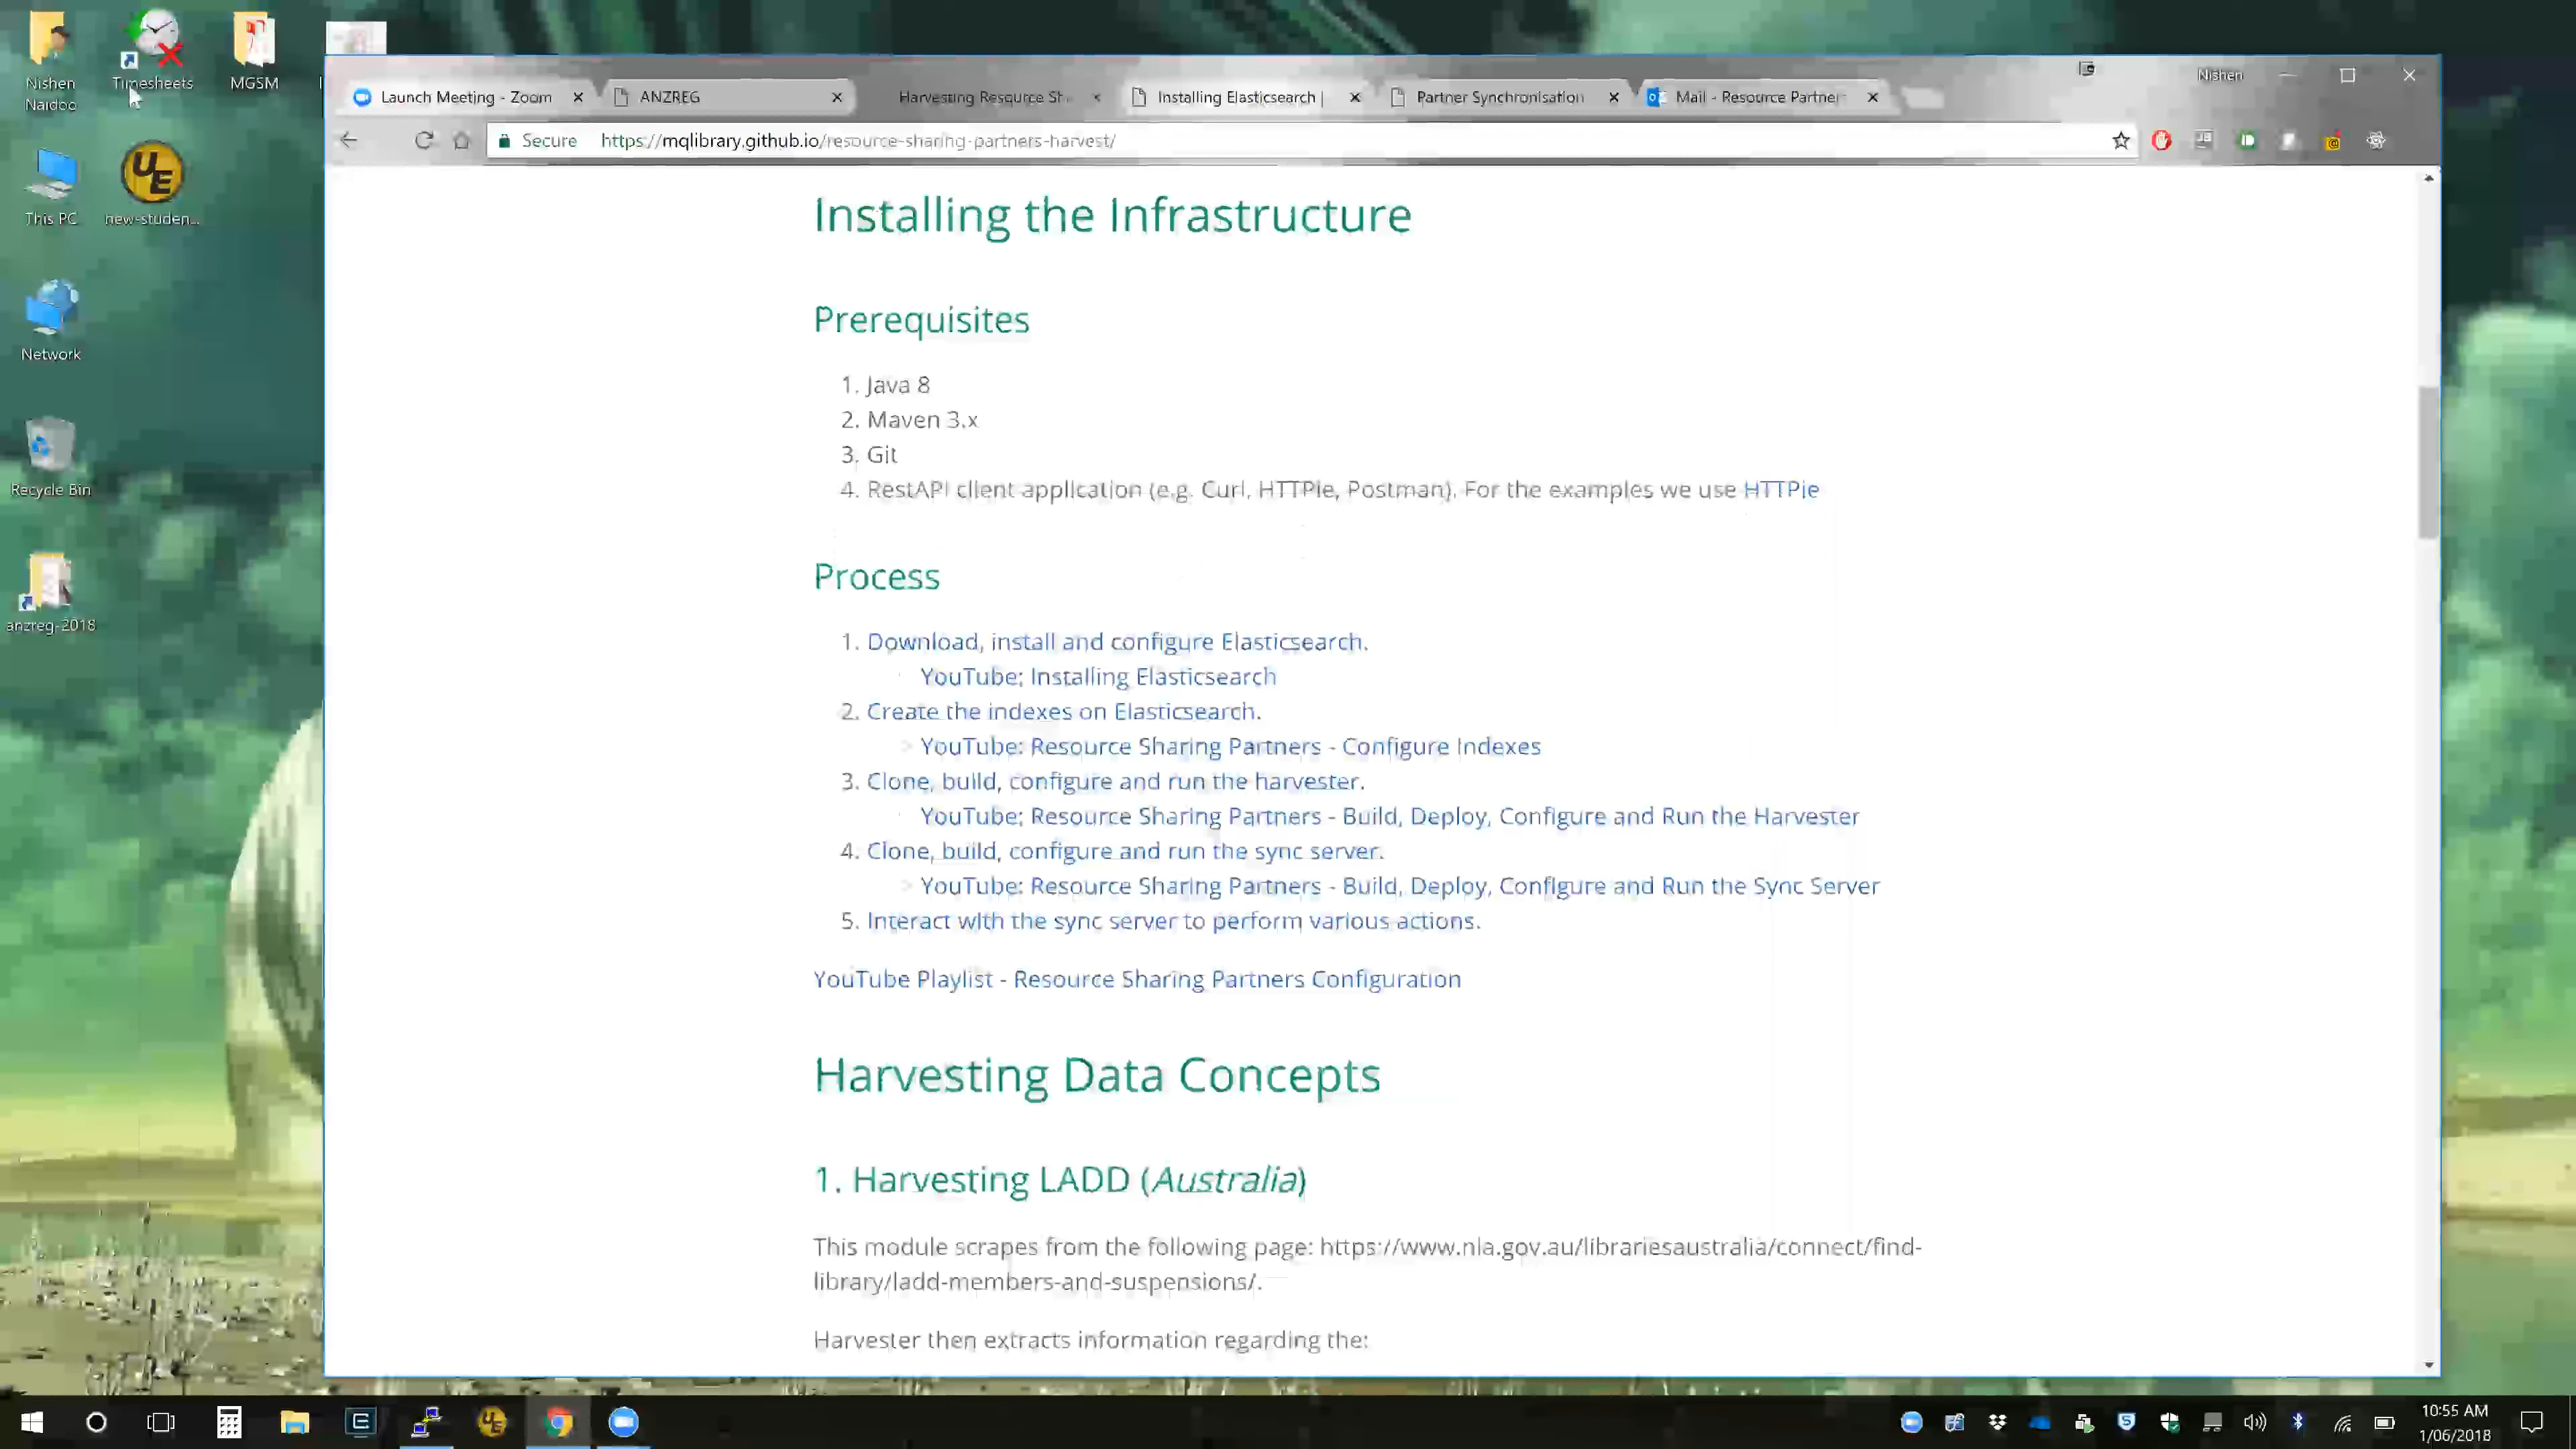 Nishen
Naidoo
Timesheets
MGSM
This PC
new-studen...
Network
Recycle Bin
anzreg-2018
Launch Meeting - Zoom
ANZREG
Harvesting Resource Sh
Installing Elasticsearch |
Partner Synchronisation
Mail - Resource Partner
Nishen
Secure
https://mqlibrary.github.io/resource-sharing-partners-harvest/
Installing the Infrastructure
Prerequisites
1. Java 8
2. Maven 3.x
3. Git
4. RestAPI client application (e.g. Curl, HTTPie, Postman). For the examples we use HTTPie
Process
1. Download, install and configure Elasticsearch.
YouTube: Installing Elasticsearch
2. Create the indexes on Elasticsearch.
YouTube: Resource Sharing Partners - Configure Indexes
3. Clone, build, configure and run the harvester.
YouTube: Resource Sharing Partners - Build, Deploy, Configure and Run the Harvester
4. Clone, build, configure and run the sync server.
YouTube: Resource Sharing Partners - Build, Deploy, Configure and Run the Sync Server
5. Interact with the sync server to perform various actions.
YouTube Playlist - Resource Sharing Partners Configuration
Harvesting Data Concepts
1. Harvesting LADD (Australia)
This module scrapes from the following page: https://www.nla.gov.au/librariesaustralia/connect/find-
library/ladd-members-and-suspensions/.
Harvester then extracts information regarding the:
10:55 AM
1/06/2018